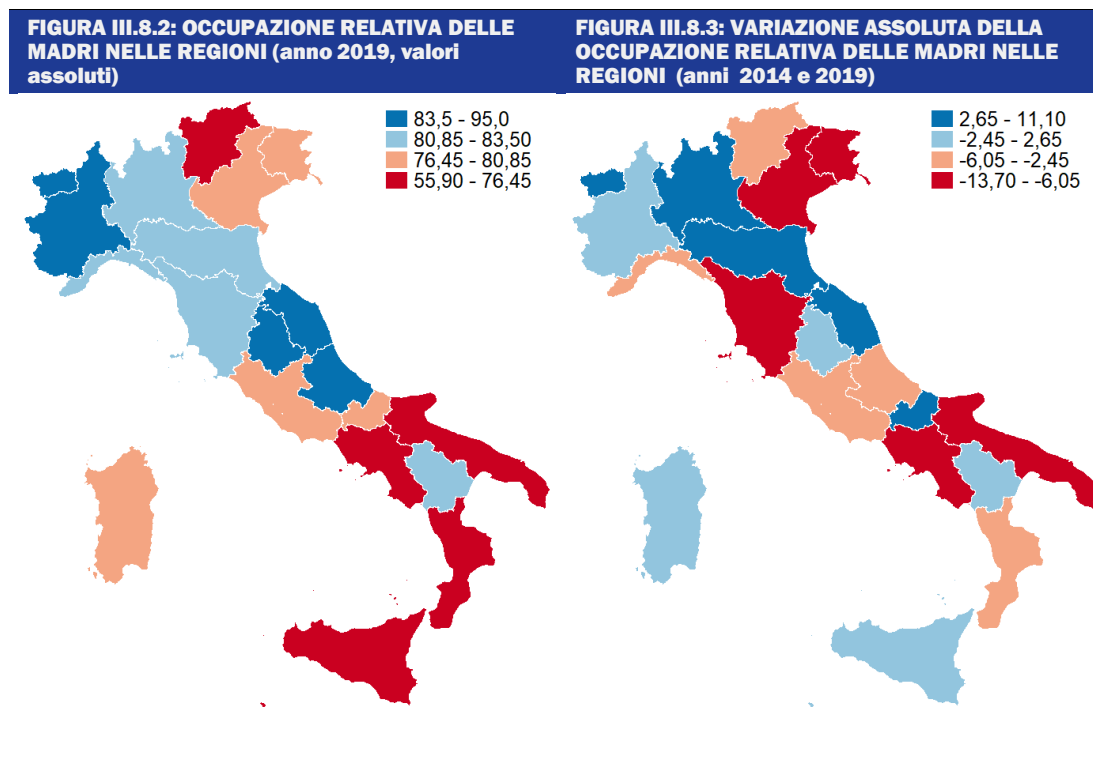 FIGURA III.8.2: OCCUPAZIONE RELATIVA DELLE
MADRI NELLE REGIONI (anno 2019, valori
assoluti)
83,5 - 95,0
80,85 - 83,50
76,45 - 80,85
55,90 - 76,45
FIGURA III.8.3: VARIAZIONE ASSOLUTA DELLA
OCCUPAZIONE RELATIVA DELLE MADRI NELLE
REGIONI (anni 2014 e 2019)
2,65 - 11,10
-2,45 - 2,65
-6,05 - -2,45
-13,70 - -6,05